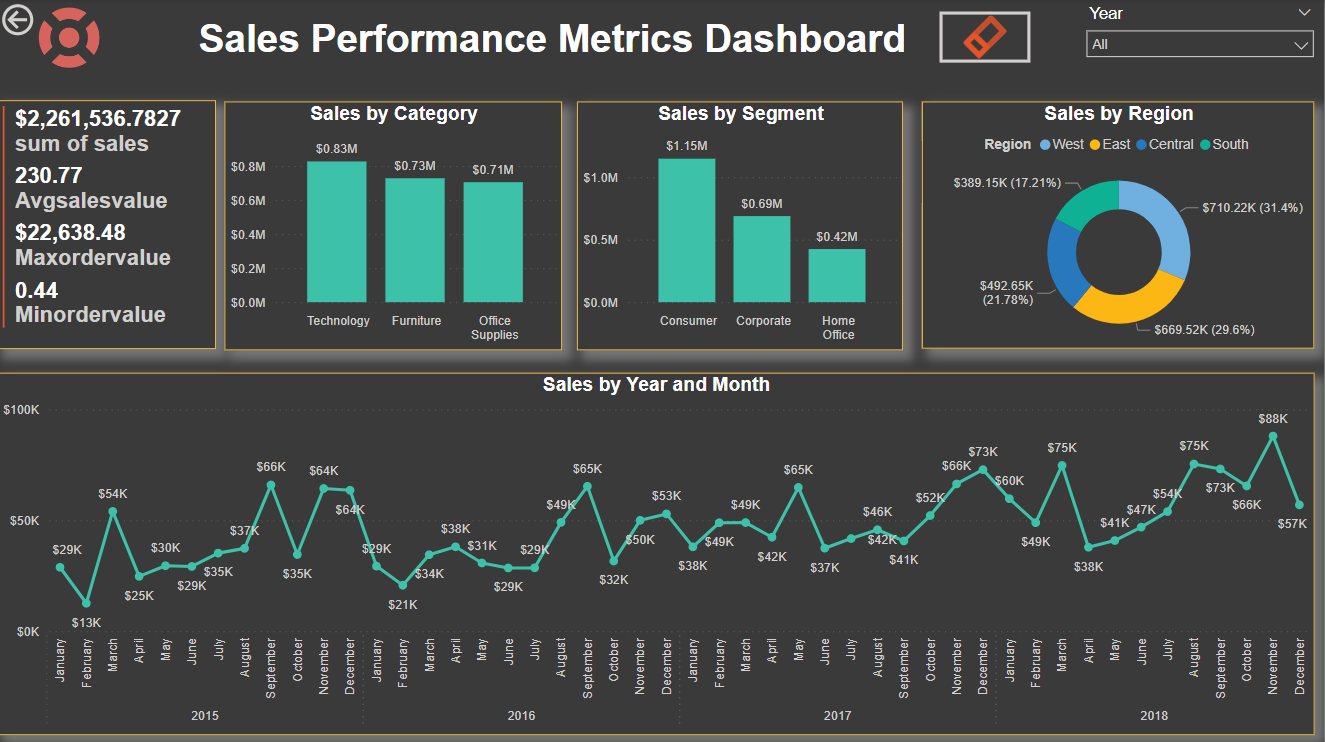 Sales Performance Metrics Dashboard
Year
All
$2,261,536.7827
sum of sales
230.77
Avgsalesvalue
$22,638.48
Maxordervalue
0.44
Minordervalue
Sales by Category
$0.8M
$0.6M
$0.4M
$0.2M
$0.0M
$0.83M
$0.73M
$0.71M
Technology
Furniture
Office
Supplies
Sales by Segment
$1.0M
$0.5M
$0.0M
$1.15M
$0.69M
$0.42M
Consumer
Corporate
Home
Office
Sales by Region
Region West East Central South
$389.15K (17.21%)
$710.22K (31.4%)
$492.65K
(21.78%)
$669.52K (29.6%)
Sales by Year and Month
$100K
$50K
$0K
$29K
$13K
$54K
$25K
$30K
$29K
$35K
$37K
$66K
$35K
$64K
$64K
$29K
$21K
$34K
$38K
$31K
$29K
$29K
$49K
$65K
$32K
$50K
$53K
$38K
$49K
$49K
$42K
$65K
$37K
$42K
$46K
$41K
$52K
$66K
$73K
$60K
$49K
$75K
$38K
$41K
$47K
$54K
$75K
$73K
$66K
$88K
$57K
January
February
March
April
May
June
July
August
September
October
November
December
January
February
March
April
May
June
July
August
September
October
November
December
January
February
March
April
May
June
July
August
September
October
November
December
January
February
March
April
May
June
July
August
September
October
November
December
2015
2016
2017
2018